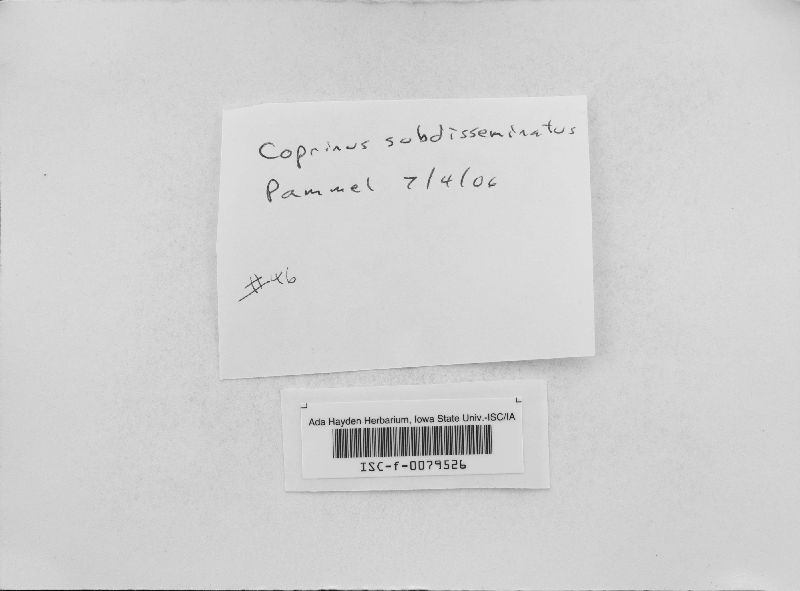 Coprinus subdisseminatus
Pammel 7/4/06
#46
Ada Hayden Herbarium, Iowa State Univ.-ISC/IA
ISC-f-0079526